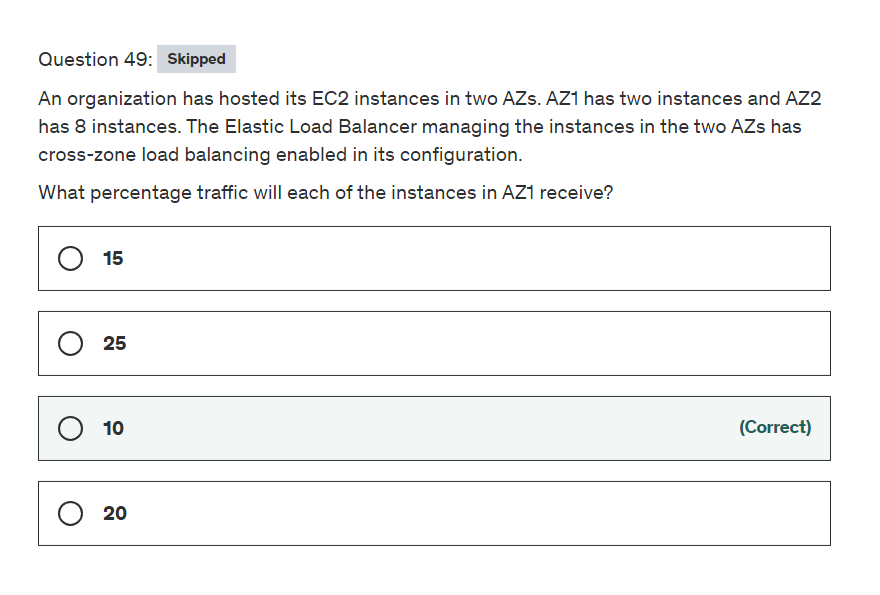 Question 49: Skipped
An organization has hosted its EC2 instances in two AZs. AZ1 has two instances and AZ2
has 8 instances. The Elastic Load Balancer managing the instances in the two AZs has
cross-zone load balancing enabled in its configuration.
What percentage traffic will each of the instances in AZ1 receive?
15
25
10 (Correct)
20